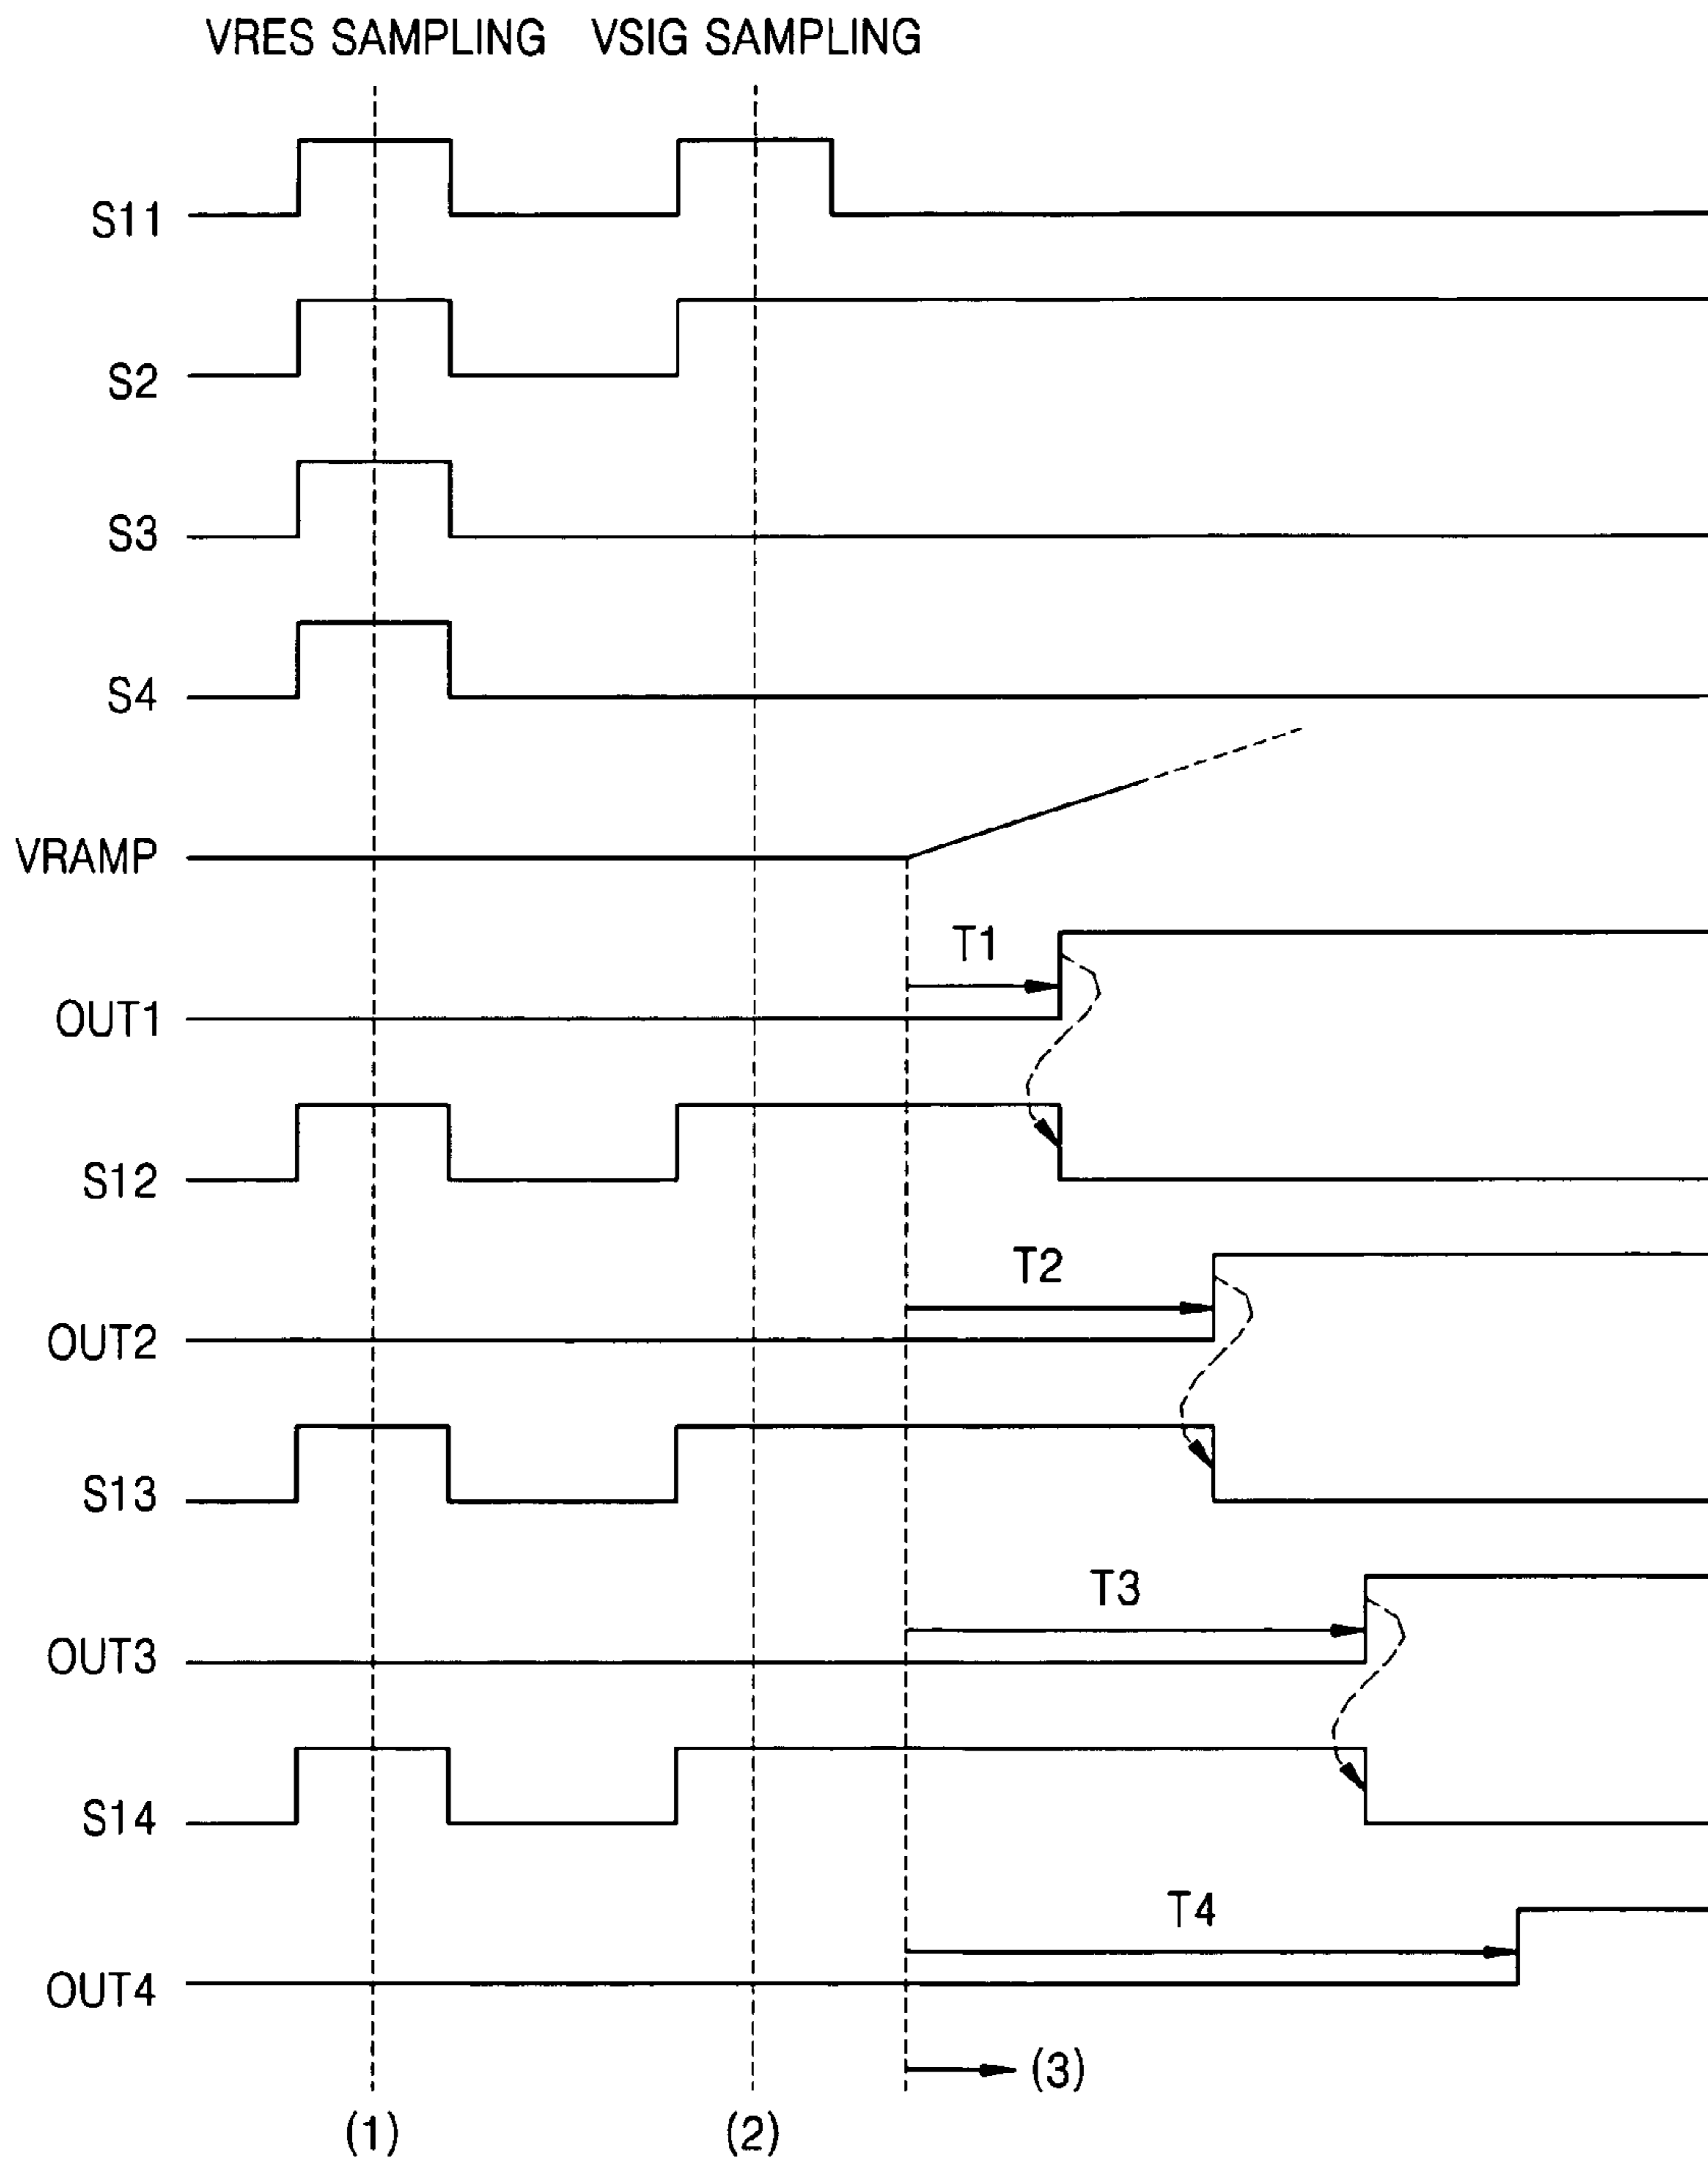 VRES SAMPLING VSIG SAMPLING
S11
S2
S3
S4
VRAMP
T1
OUT1
S12
T2
OUT2
S13
T3
OUT3
S14
T4
OUT4
(3)
(1) (2)